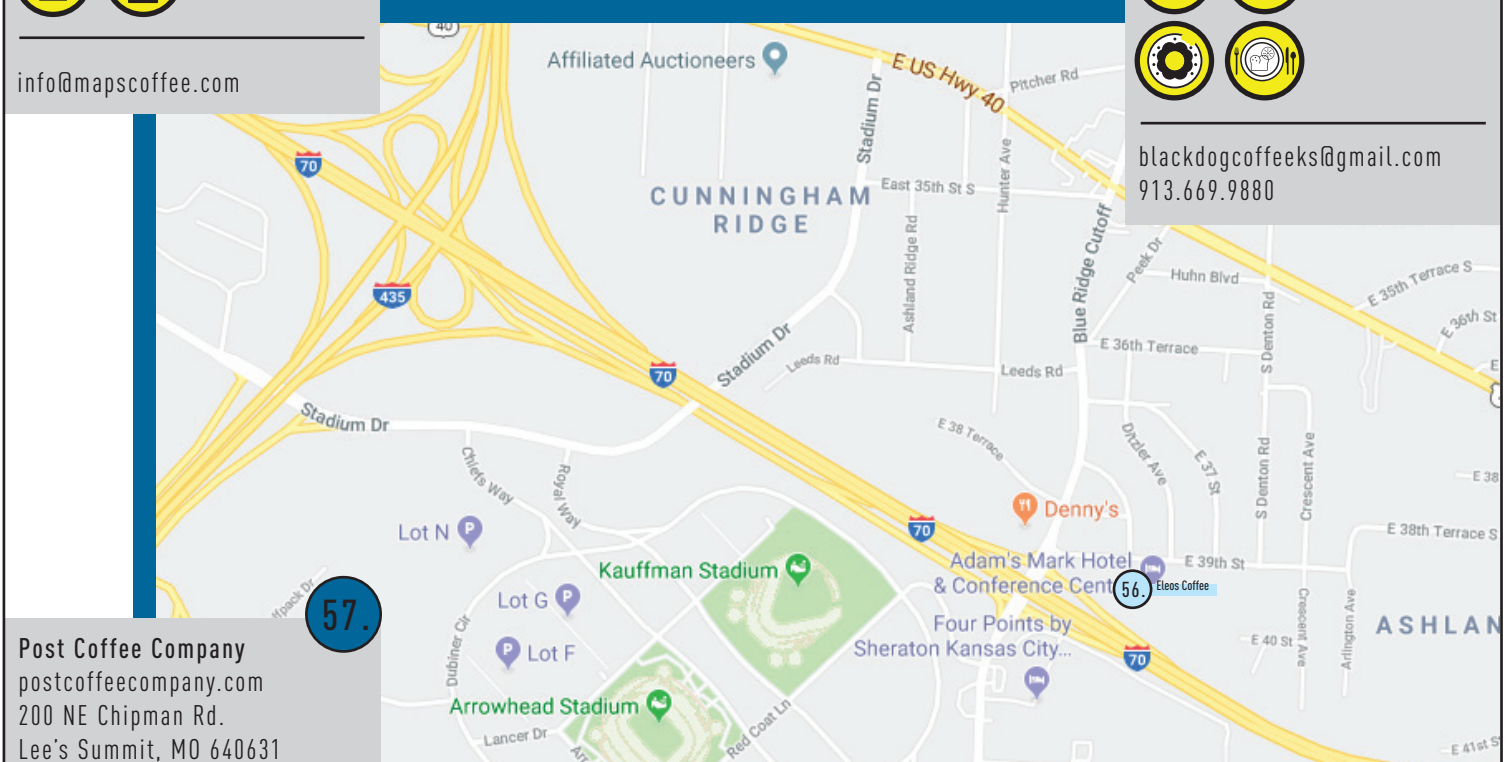 info@mapscoffee.com
blackdogcoffeeks@gmail.com
913.669.9880
40
Affiliated Auctioneers
E US Hwy 40
Pitcher Rd
Stadium Dr
Hunter Ave
70
CUNNINGHAM
RIDGE
East 35th St S
Ashland Ridge Rd
Blue Ridge Cutoff
Peek Dr
Huhn Blvd
E 35th Terrace S
E 36th St
435
S Denton Rd
E 36th Terrace
Stadium Dr
Leeds Rd
Leeds Rd
70
Stadium Dr
E 38 Terrace
Ditzler Ave
E 37 St
S Denton Rd
Crescent Ave
E 38
Chiefs Way
Royal Way
Denny's
Lot N
P
70
E 38th Terrace S
Kauffman Stadium
Adam's Mark Hotel
& Conference Cent
E 39th St
56.
Eleos Coffee
57.
Lot G
P
Four Points by
Sheraton Kansas City...
Crescent Ave
Arlington Ave
ASHLAN
E 40 St
Dubiner Cir
Lot F
P
70
Arrowhead Stadium
Lancer Dr
Red Coat Ln
E 41st S
Post Coffee Company
postcoffeecompany.com
200 NE Chipman Rd.
Lee's Summit, MO 640631